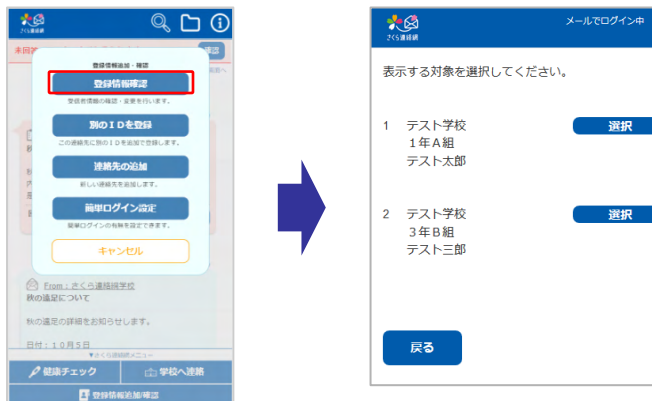 さくら連絡網
確認
登録情報追加・確認
登録情報確認
受信者情報の確認・変更を行います。
別のIDを登録
この連絡先に別のIDを追加で登録します。
連絡先の追加
新しい連絡先を追加します。
簡単ログイン設定
簡単ログインの有無を設定できます。
キャンセル
From：さくら連絡網学校
秋の遠足について
秋の遠足の詳細をお知らせします。
日付：10月5日
▼さくら連絡網メニュー
健康チェック
学校へ連絡
登録情報追加/確認
さくら連絡網
メールでログイン中
表示する対象を選択してください。
1 テスト学校 選択
1年A組
テスト太郎
2 テスト学校 選択
3年B組
テスト三郎
戻る